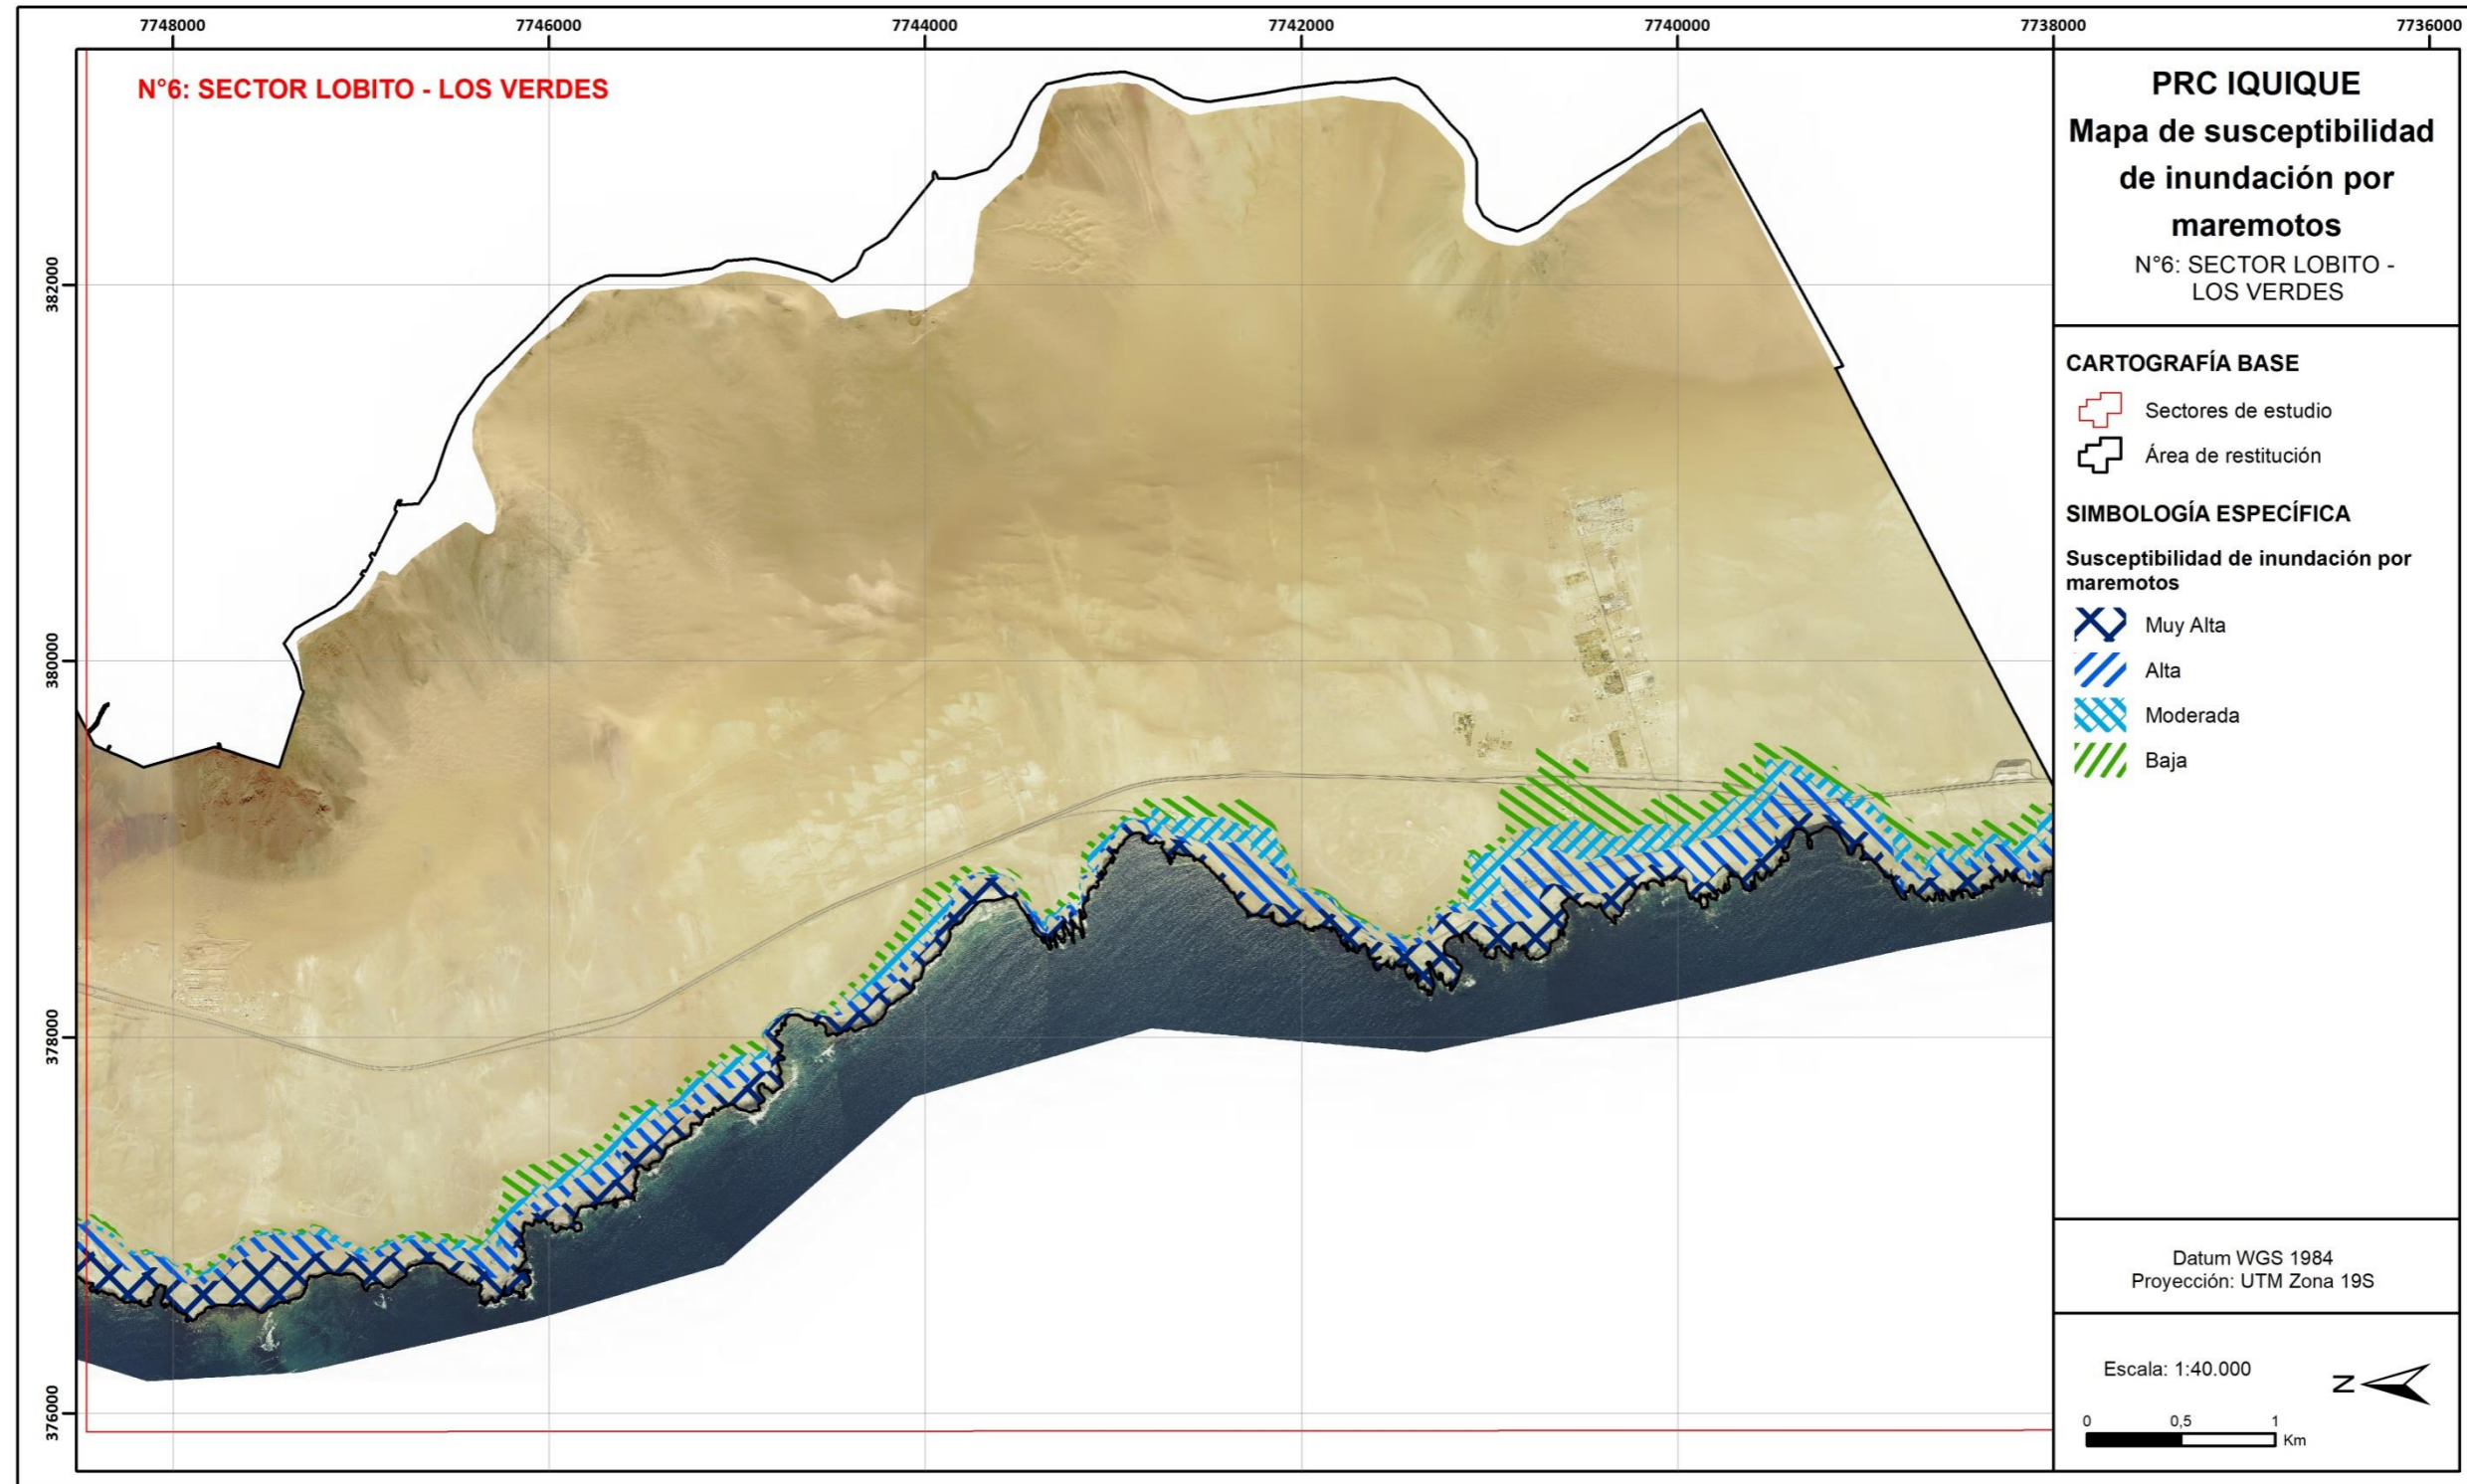 7748000 7746000 7744000 7742000 7740000 7738000 7736000
N°6: SECTOR LOBITO - LOS VERDES
382000
380000
378000
376000
PRC IQUIQUE
Mapa de susceptibilidad
de inundación por
maremotos
N°6: SECTOR LOBITO -
LOS VERDES
CARTOGRAFÍA BASE
Sectores de estudio
Área de restitución
SIMBOLOGÍA ESPECÍFICA
Susceptibilidad de inundación por
maremotos
Muy Alta
Alta
Moderada
Baja
Datum WGS 1984
Proyección: UTM Zona 19S
Escala: 1:40.000
N
0 0,5 1
Km